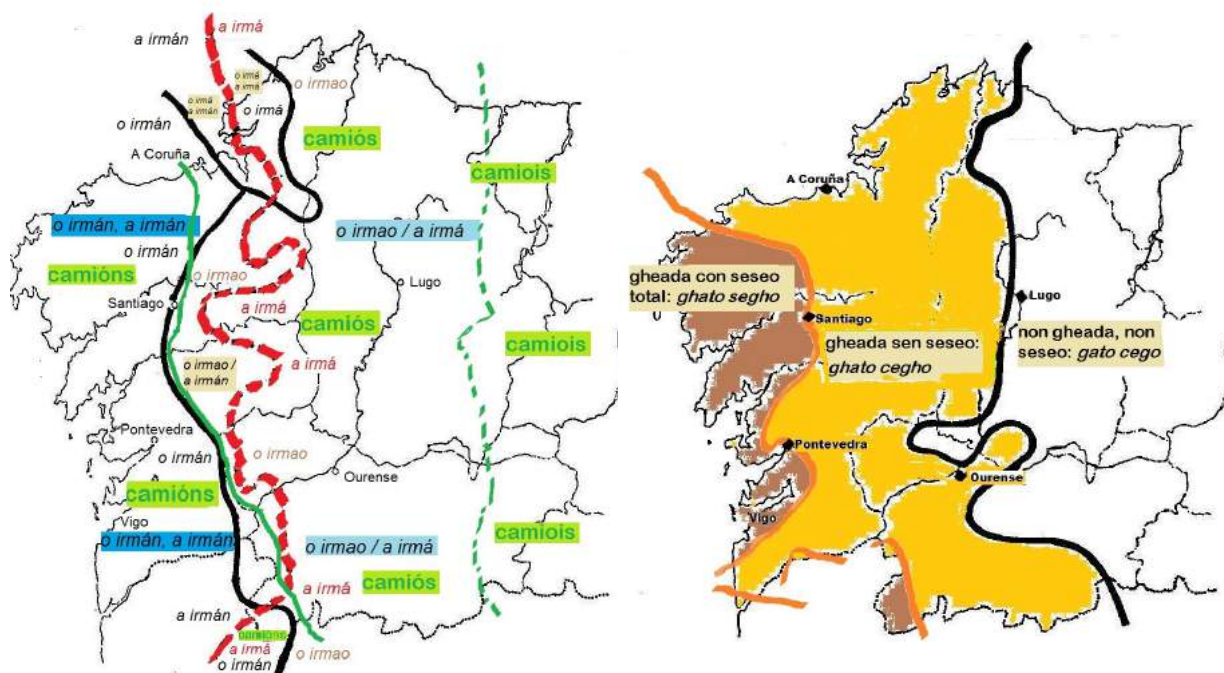 a irmá
a irmán
o irmá
a irmá
o irmao
o irmá
a irmán
o irmá
o irmán
camiós
A Coruña
camiois
o irmán, a irmán
o irmao / a irmá
o irmán
camións
o irmao
Lugo
Santiago
a irmá
camiós
camiois
o irmao /
a irmán
a irmá
Pontevedra
o irmán
o irmao
Ourense
camións
Vigo
o irmán, a irmán
o irmao / a irmá
camiois
camiós
a irmá
a irmán
camións
a irmá
o irmán
o irmao
A Coruña
gheada con seseo
total: ghato segho
Lugo
Santiago
gheada sen seseo:
ghato cegho
non gheada, non
seseo: gato cego
Pontevedra
Ourense
Vigo